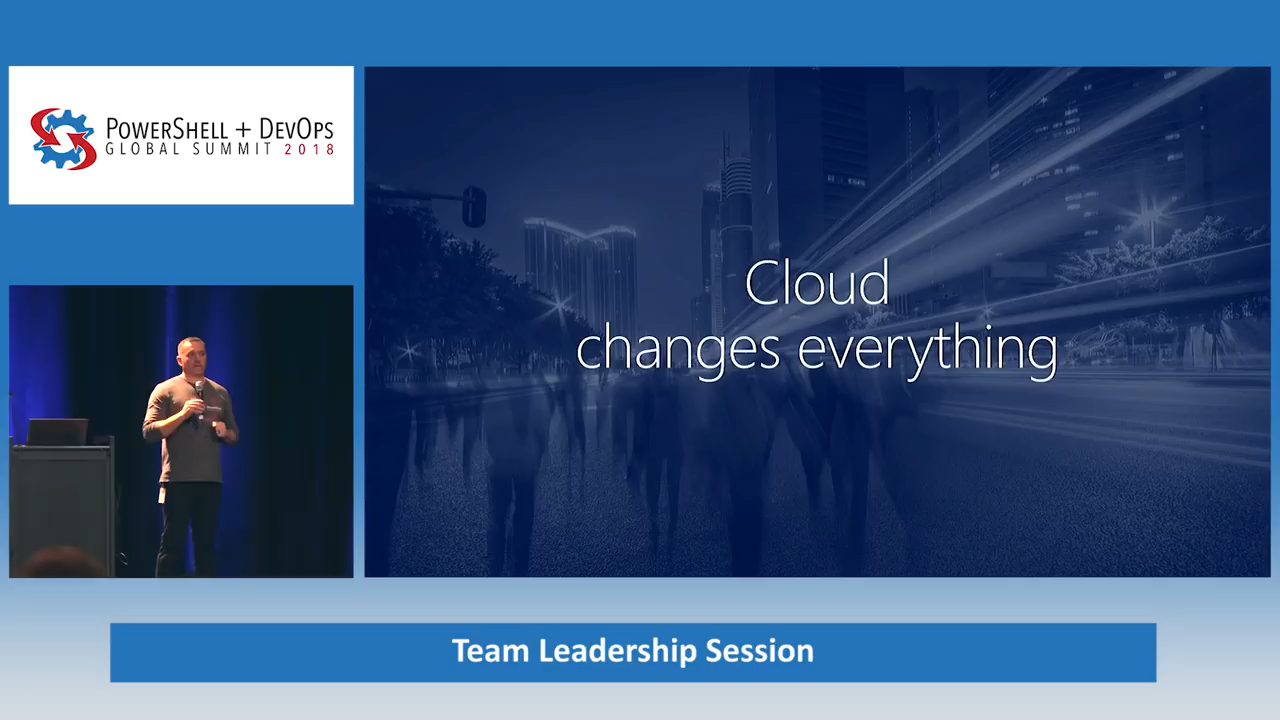 POWERSHELL + DEVOPS
GLOBAL SUMMIT 2018
Cloud
changes everything
Team Leadership Session